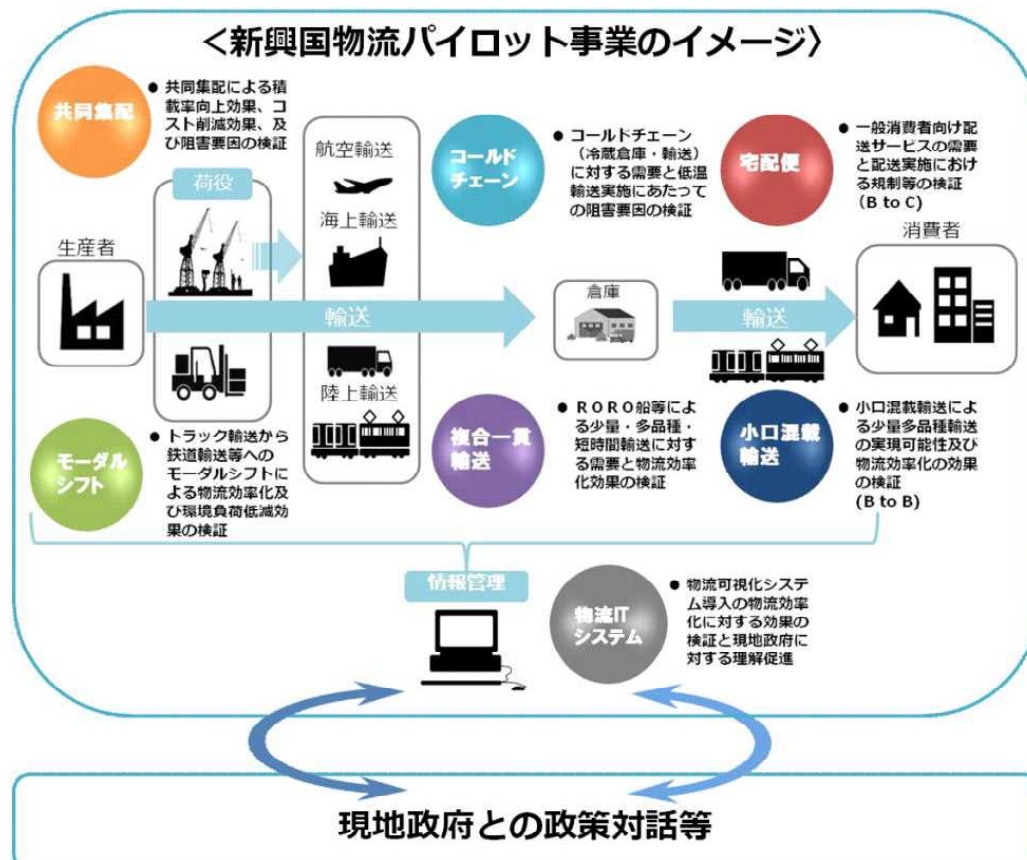 <新興国物流パイロット事業のイメージ〉
共同集配
● 共同集配による積
載率向上効果、コ
スト削減効果、及
び阻害要因の検証
荷役
航空輸送
海上輸送
コールド
チェーン
● コールドチェーン
（冷蔵倉庫・輸送）
に対する需要と低温
輸送実施にあたって
の阻害要因の検証
宅配便
● 一般消費者向け配
送サービスの需要
と配送実施におけ
る規制等の検証
（B to C）
生産者
輸送
倉庫
輸送
消費者
陸上輸送
モーダル
シフト
● トラック輸送から
鉄道輸送等への
モーダルシフトに
よる物流効率化及
び環境負荷低減効
果の検証
複合一貫
輸送
● ＲＯＲＯ船等によ
る少量・多品種・
短時間輸送に対す
る需要と物流効率
化効果の検証
小口混載
輸送
● 小口混載輸送によ
る少量多品種輸送
の実現可能性及び
物流効率化の効果
の検証
(B to B)
情報管理
物流IT
システム
● 物流可視化システ
ム導入の物流効率
化に対する効果の
検証と現地政府に
対する理解促進
現地政府との政策対話等